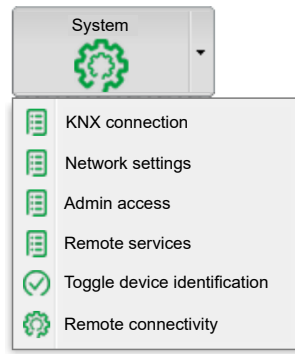 System
KNX connection
Network settings
Admin access
Remote services
Toggle device identification
Remote connectivity